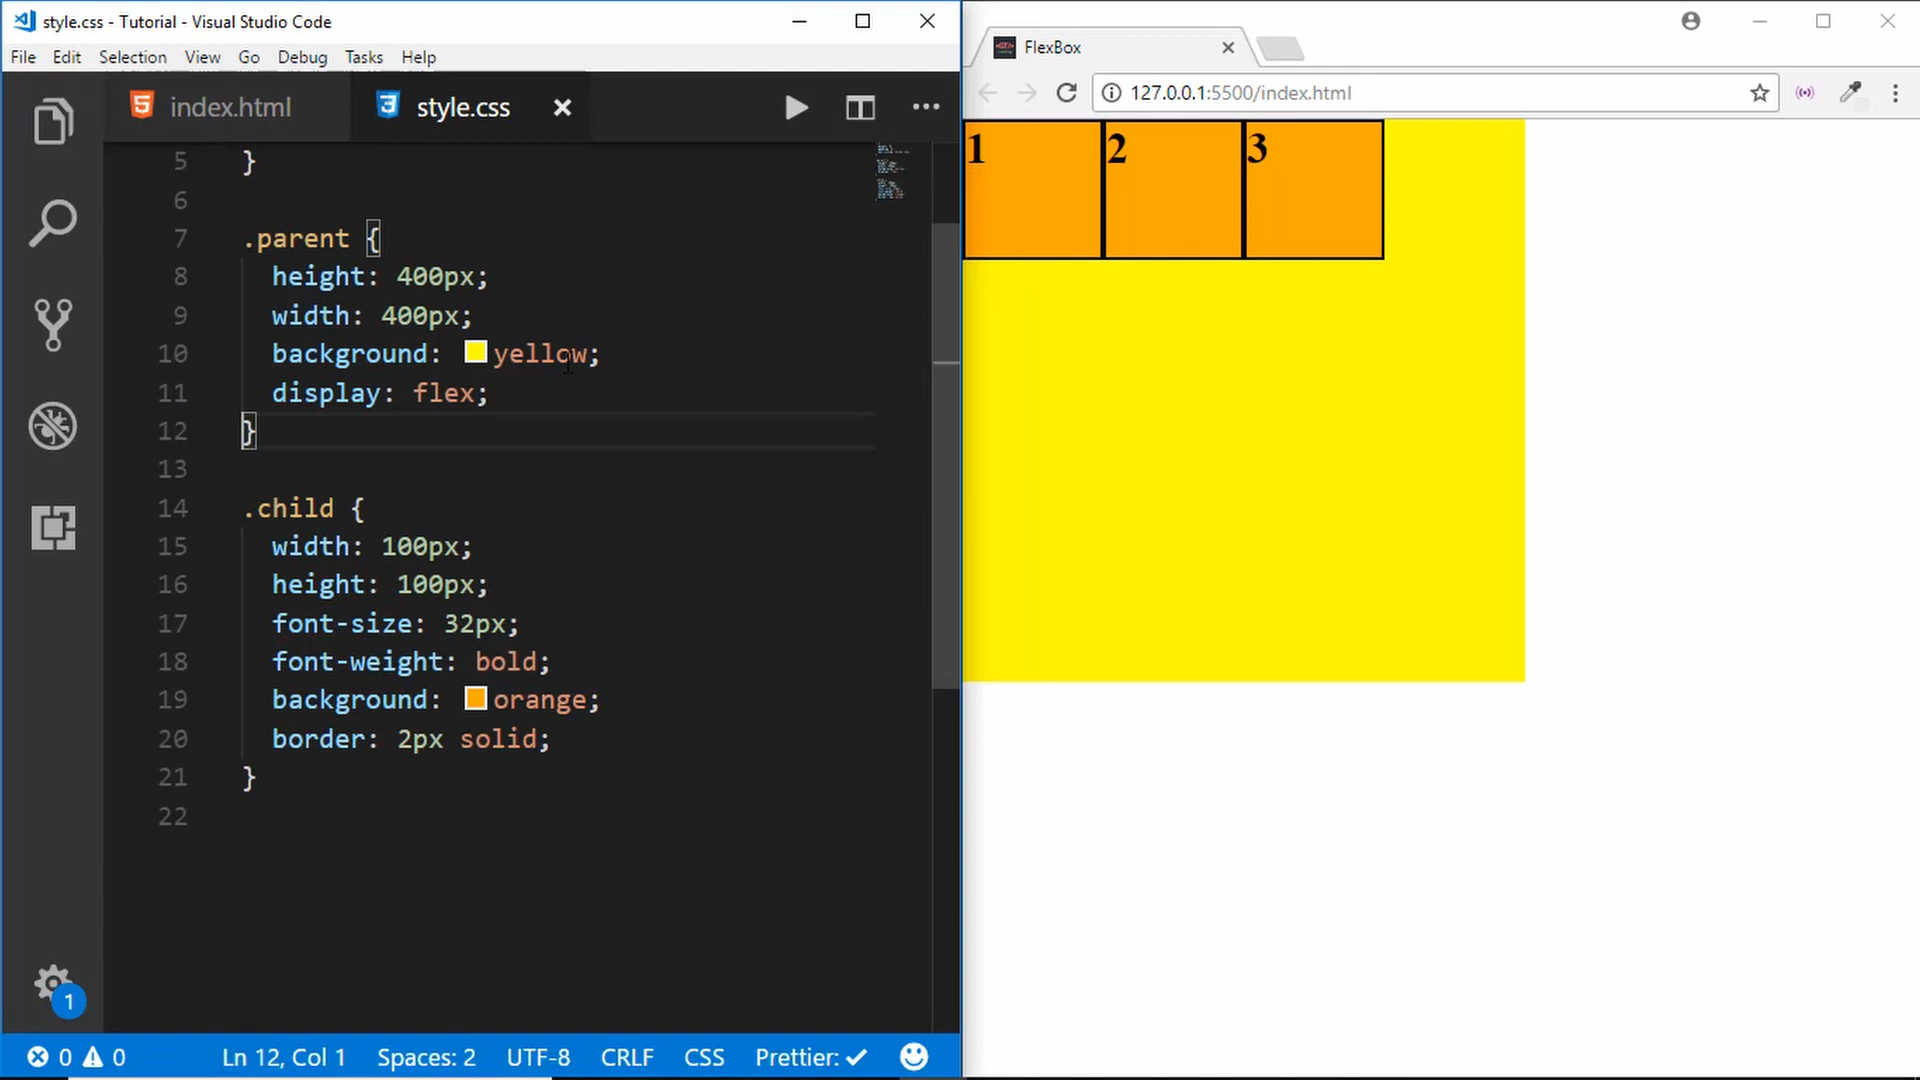 style.css - Tutorial - Visual Studio Code
File Edit Selection View Go Debug Tasks Help
index.html style.css
5 }
6
7 .parent {
8 height: 400px;
9 width: 400px;
10 background: yellow;
11 display: flex;
12 }
13
14 .child {
15 width: 100px;
16 height: 100px;
17 font-size: 32px;
18 font-weight: bold;
19 background: orange;
20 border: 2px solid;
21 }
22
1
0 0 Ln 12, Col 1 Spaces: 2 UTF-8 CRLF CSS Prettier: ✓
FlexBox
127.0.0.1:5500/index.html
1 2 3